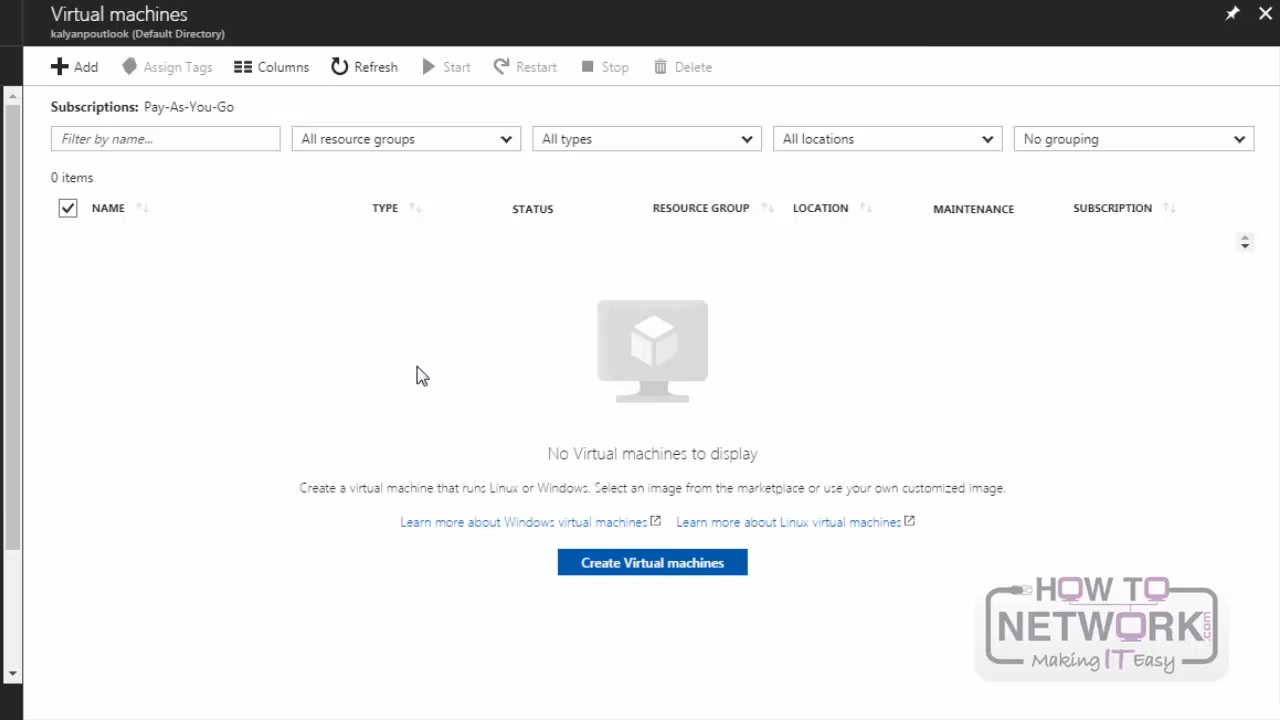 Virtual machines
kalyanpoutlook (Default Directory)
Add Assign Tags Columns Refresh Start Restart Stop Delete
Subscriptions: Pay-As-You-Go
Filter by name... All resource groups All types All locations No grouping
0 items
NAME TYPE STATUS RESOURCE GROUP LOCATION MAINTENANCE SUBSCRIPTION
No Virtual machines to display
Create a virtual machine that runs Linux or Windows. Select an image from the marketplace or use your own customized image.
Learn more about Windows virtual machines Learn more about Linux virtual machines
Create Virtual machines
HOW TO
NETWORK.com
Making IT Easy